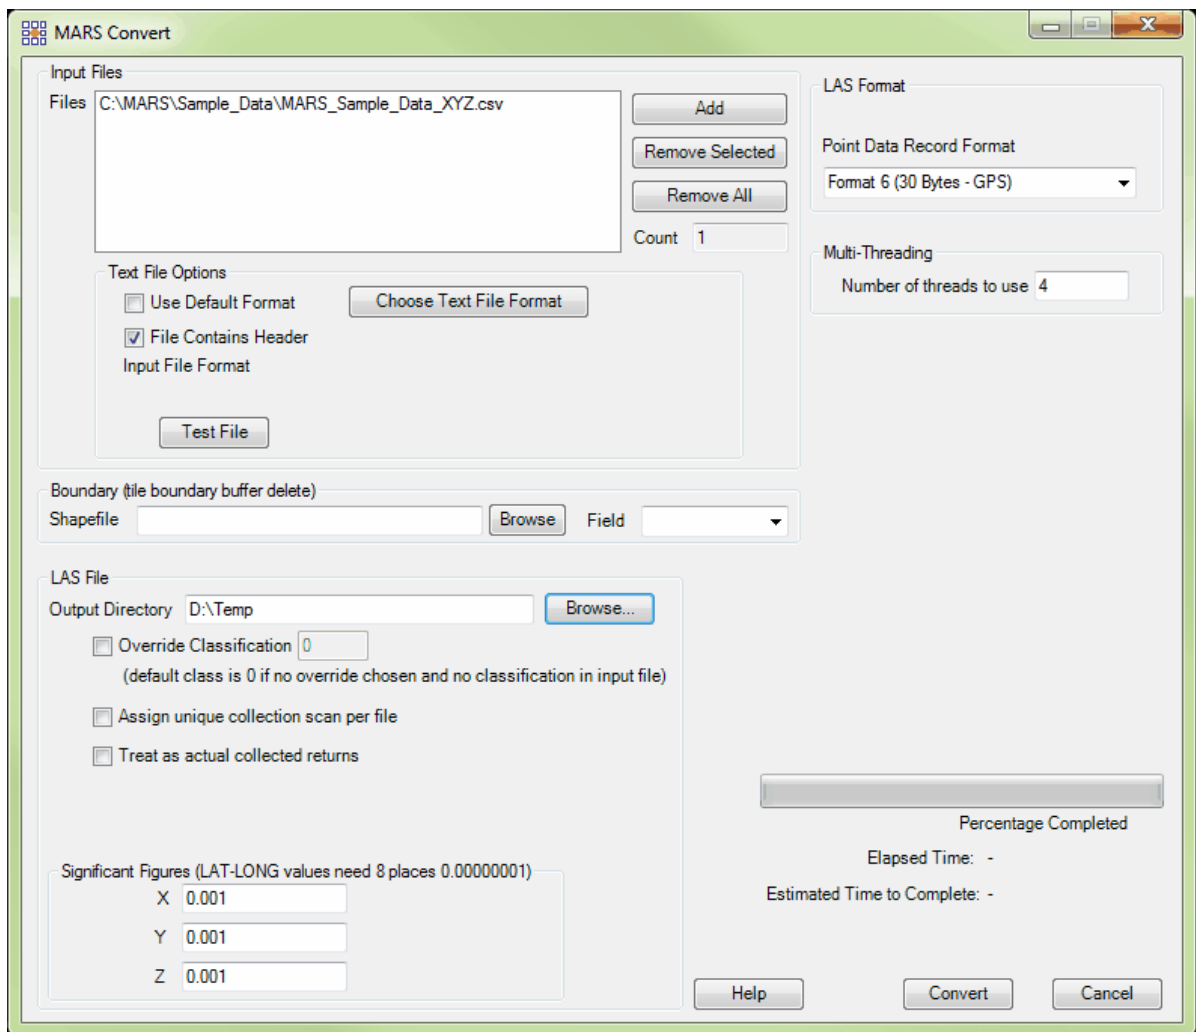 MARS Convert
Input Files
Files C:\MARS\Sample_Data\MARS_Sample_Data_XYZ.csv
Add
Remove Selected
Remove All
Count 1
Text File Options
Use Default Format
Choose Text File Format
File Contains Header
Input File Format
Test File
LAS Format
Point Data Record Format
Format 6 (30 Bytes - GPS)
Multi-Threading
Number of threads to use 4
Boundary (tile boundary buffer delete)
Shapefile Browse Field
LAS File
Output Directory D:\Temp Browse...
Override Classification 0
(default class is 0 if no override chosen and no classification in input file)
Assign unique collection scan per file
Treat as actual collected returns
Significant Figures (LAT-LONG values need 8 places 0.00000001)
X 0.001
Y 0.001
Z 0.001
Percentage Completed
Elapsed Time: -
Estimated Time to Complete: -
Help Convert Cancel